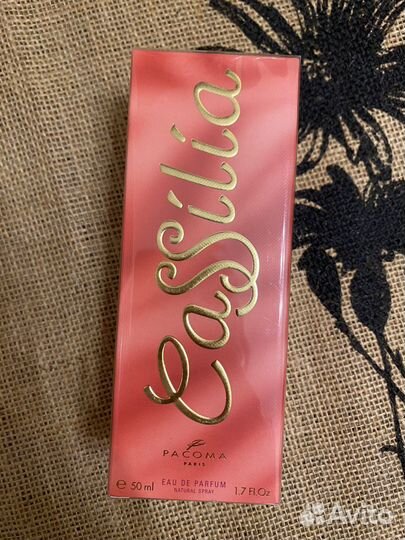 CaSSilia
PACOMA
PARIS
EAU DE PARFUM
℮ 50 ml NATURAL SPRAY 1.7 Fl.Oz
Avito